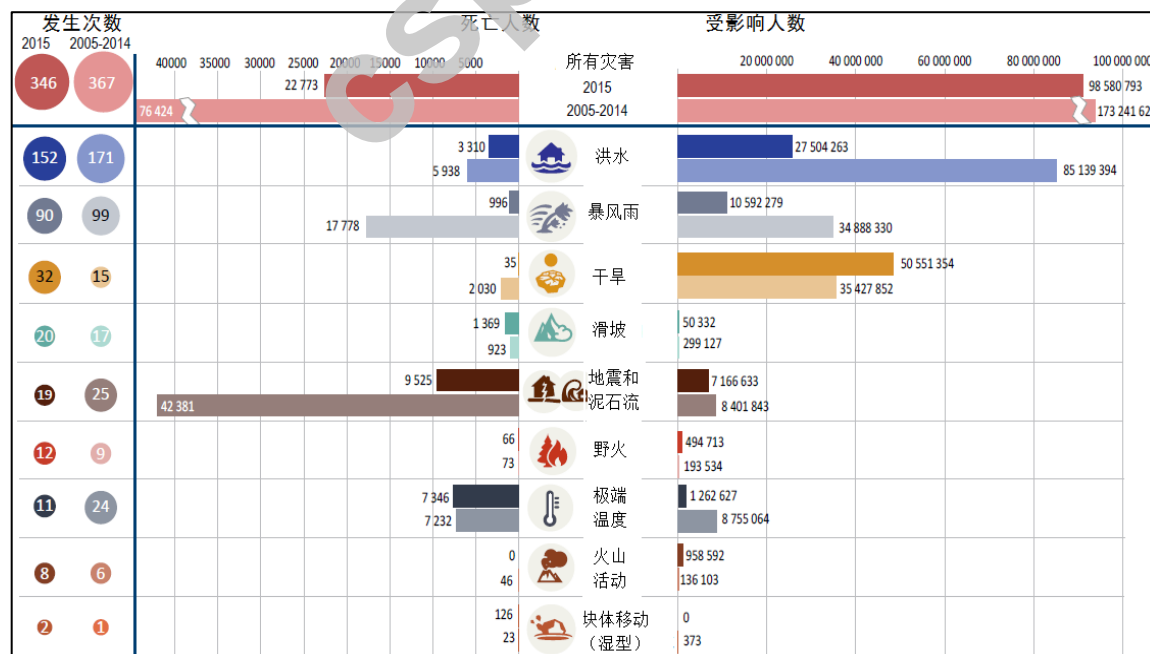 发生次数 死亡人数 受影响人数
2015 2005-2014
40000 35000 30000 25000 20000 15000 10000 5000 所有灾害 20 000 000 40 000 000 60 000 000 80 000 000 100 000 000
346 367 22 773 2015 98 580 793
76 424 2005-2014 173 241 62
152 171 3 310 5 938 洪水 27 504 263 85 139 394
90 99 996 17 778 暴风雨 10 592 279 34 888 330
32 15 35 2 030 干旱 50 551 354 35 427 852
20 17 1 369 923 滑坡 50 332 299 127
19 25 9 525 42 381 地震和 泥石流 7 166 633 8 401 843
12 9 66 73 野火 494 713 193 534
11 24 7 346 7 232 极端 温度 1 262 627 8 755 064
8 6 0 46 火山 活动 958 592 136 103
2 1 126 23 块体移动 （湿型） 0 373